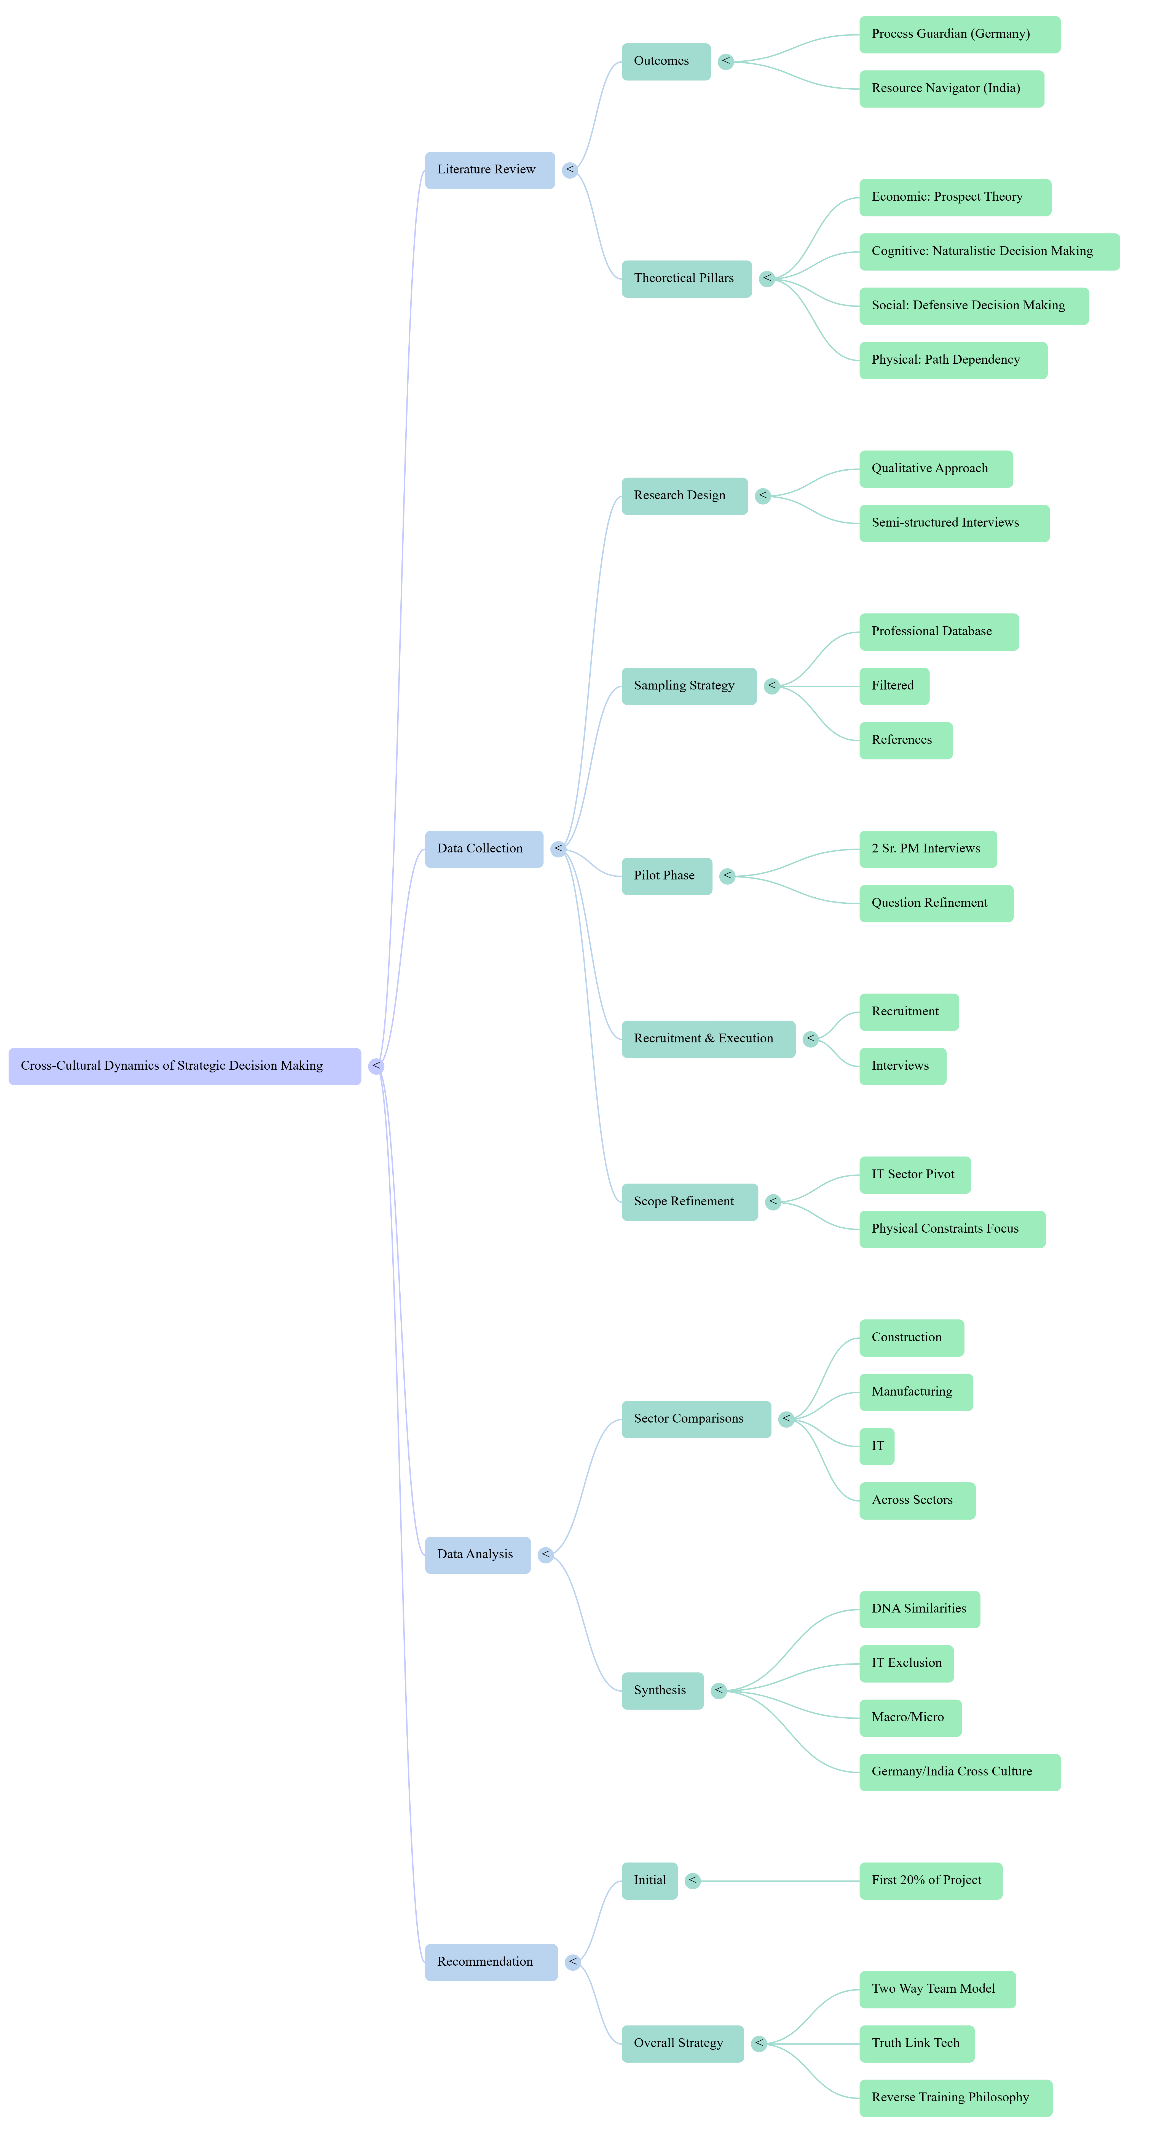 Cross-Cultural Dynamics of Strategic Decision Making
<
Literature Review
<
Outcomes
<
Process Guardian (Germany)
Resource Navigator (India)
Theoretical Pillars
<
Economic: Prospect Theory
Cognitive: Naturalistic Decision Making
Social: Defensive Decision Making
Physical: Path Dependency
Data Collection
<
Research Design
<
Qualitative Approach
Semi-structured Interviews
Sampling Strategy
<
Professional Database
Filtered
References
Pilot Phase
<
2 Sr. PM Interviews
Question Refinement
Recruitment & Execution
<
Recruitment
Interviews
Scope Refinement
<
IT Sector Pivot
Physical Constraints Focus
Data Analysis
<
Sector Comparisons
<
Construction
Manufacturing
IT
Across Sectors
Synthesis
<
DNA Similarities
IT Exclusion
Macro/Micro
Germany/India Cross Culture
Recommendation
<
Initial
<
First 20% of Project
Overall Strategy
<
Two Way Team Model
Truth Link Tech
Reverse Training Philosophy